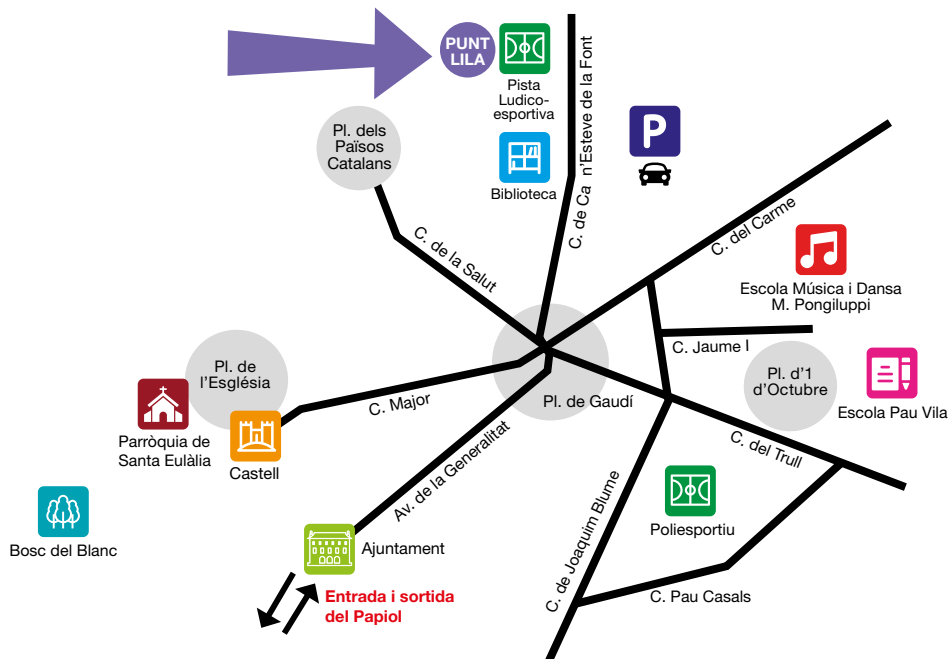 PUNT
LILA
Pista
Ludico-
esportiva
C. de Ca n'Esteve de la Font
P
Pl. dels
Països
Catalans
Biblioteca
C. del Carme
C. de la Salut
Escola Música i Dansa
M. Pongiluppi
C. Jaume I
Pl. de
l'Església
Pl. d'1
d'Octubre
Pl. de Gaudí
C. Major
Escola Pau Vila
Parròquia de
Santa Eulàlia
Castell
C. del Trull
Av. de la Generalitat
Poliesportiu
Bosc del Blanc
Ajuntament
C. de Joaquim Blume
Entrada i sortida
del Papiol
C. Pau Casals